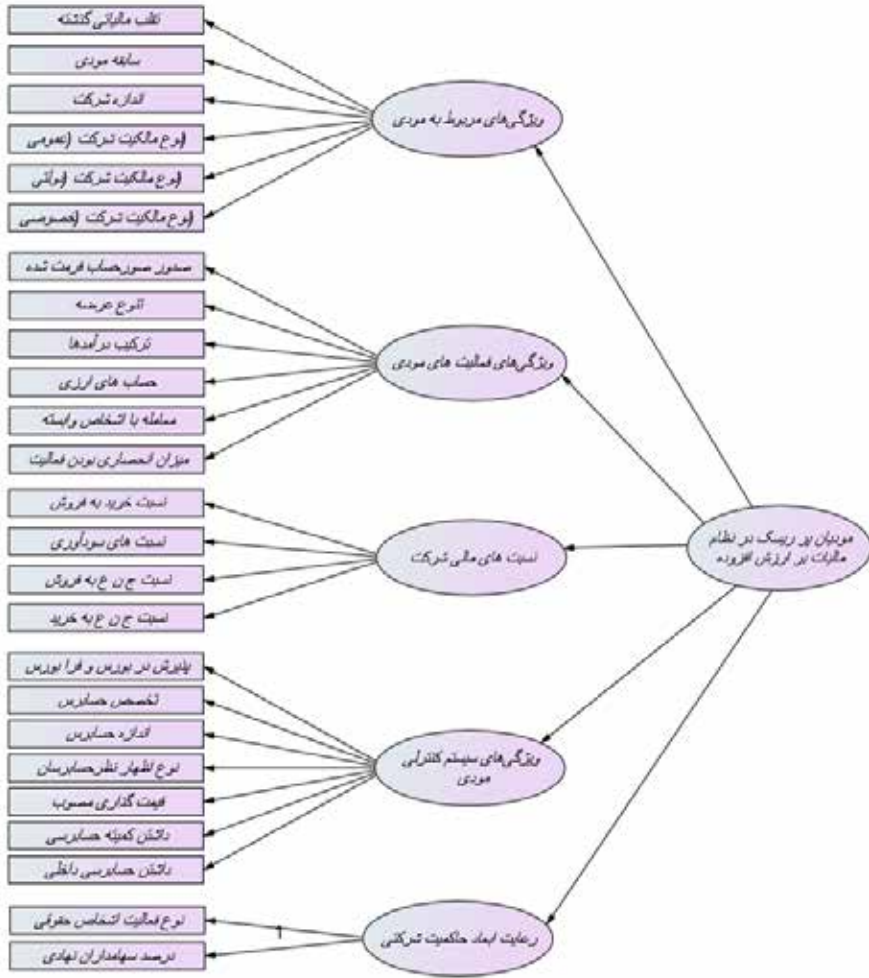 تقلب مالیاتی گذشته
سابقه مودی
اندازه شرکت
(نوع مالکیت شرکت (عمومی
(نوع مالکیت شرکت (دولتی
(نوع مالکیت شرکت (خصوصی
ویژگی‌های مربوط به مودی
صدور صورتحساب فرمت شده
تنوع عرضه
ترکیب درآمدها
حساب های ارزی
معامله با اشخاص وابسته
میزان انحصاری بودن فعالیت
ویژگی‌های فعالیت های مودی
نسبت خرید به فروش
نسبت های سودآوری
نسبت ج ن ع به فروش
نسبت ج ن ع به خرید
نسبت های مالی شرکت
مودیان پر ریسک در نظام
مالیات بر ارزش افزوده
پذیرش در بورس و فرا بورس
تخصص حسابرس
اندازه حسابرس
نوع اظهار نظر حسابرسان
قیمت گذاری مصوب
داشتن کمیته حسابرسی
داشتن حسابرسی داخلی
ویژگی‌های سیستم کنترلی
مودی
نوع فعالیت اشخاص حقوقی
درصد سهامداران نهادی
1
رعایت ابعاد حاکمیت شرکتی